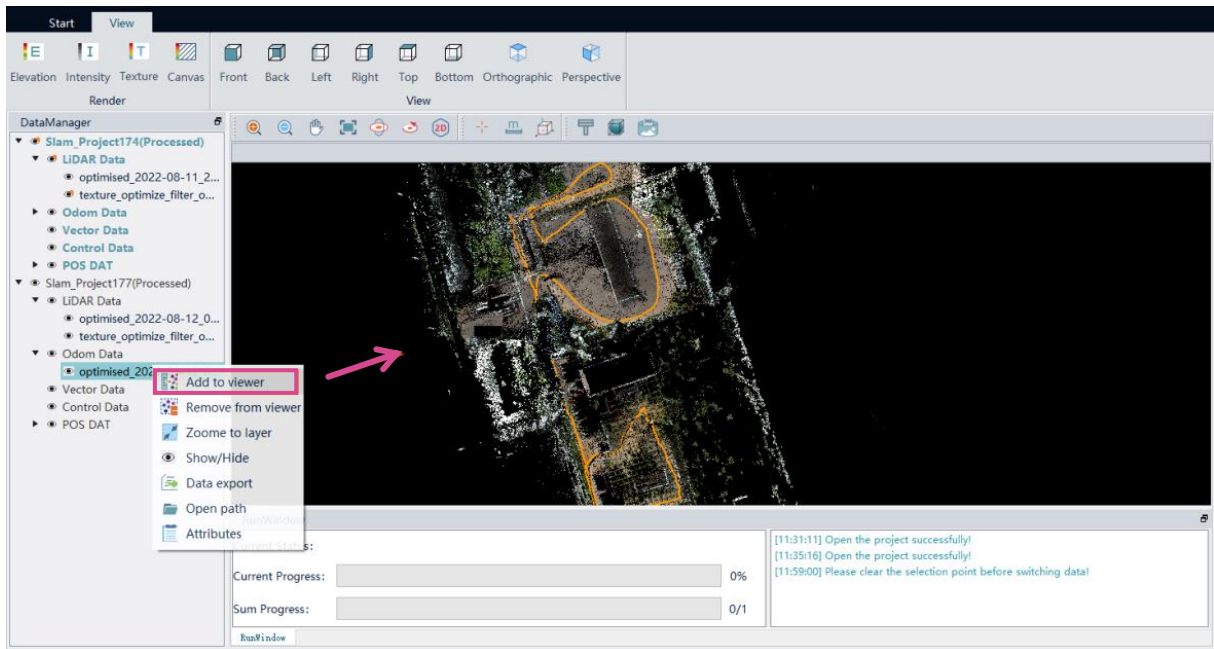 Start View
E I T
Elevation Intensity Texture Canvas Front Back Left Right Top Bottom Orthographic Perspective
Render View
DataManager
2D m
Slam_Project174(Processed)
LiDAR Data
optimised_2022-08-11_2...
texture_optimize_filter_o...
Odom Data
Vector Data
Control Data
POS DAT
Slam_Project177(Processed)
LiDAR Data
optimised_2022-08-12_0...
texture_optimize_filter_o...
Odom Data
optimised_202
Vector Data
Control Data
POS DAT
Add to viewer
Remove from viewer
Zoome to layer
Show/Hide
Data export
Open path
Attributes
RunWindow
Current Status:
Current Progress: 0%
Sum Progress: 0/1
RunWindow
[11:31:11] Open the project successfully!
[11:35:16] Open the project successfully!
[11:59:00] Please clear the selection point before switching data!